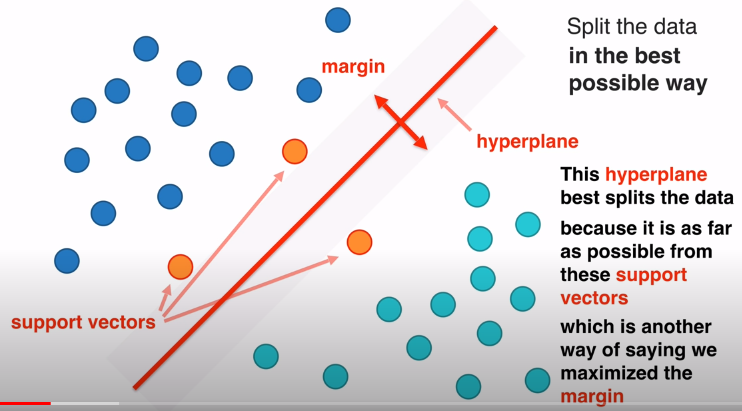 Split the data
in the best
possible way
margin
hyperplane
This hyperplane
best splits the data
because it is as far
as possible from
these support
vectors
support vectors
which is another
way of saying we
maximized the
margin